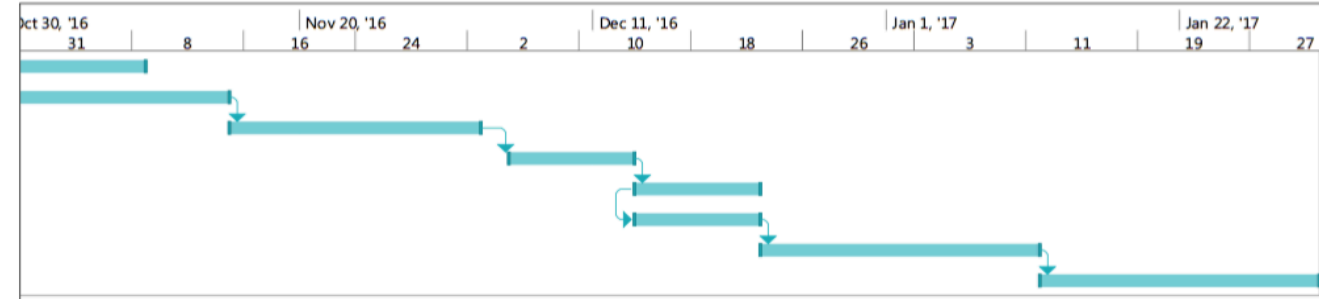 Oct 30, '16 Nov 20, '16 Dec 11, '16 Jan 1, '17 Jan 22, '17
31 8 16 24 2 10 18 26 3 11 19 27